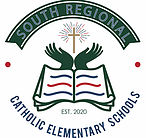 SOUTH REGIONAL
EST. 2020
CATHOLIC ELEMENTARY SCHOOLS